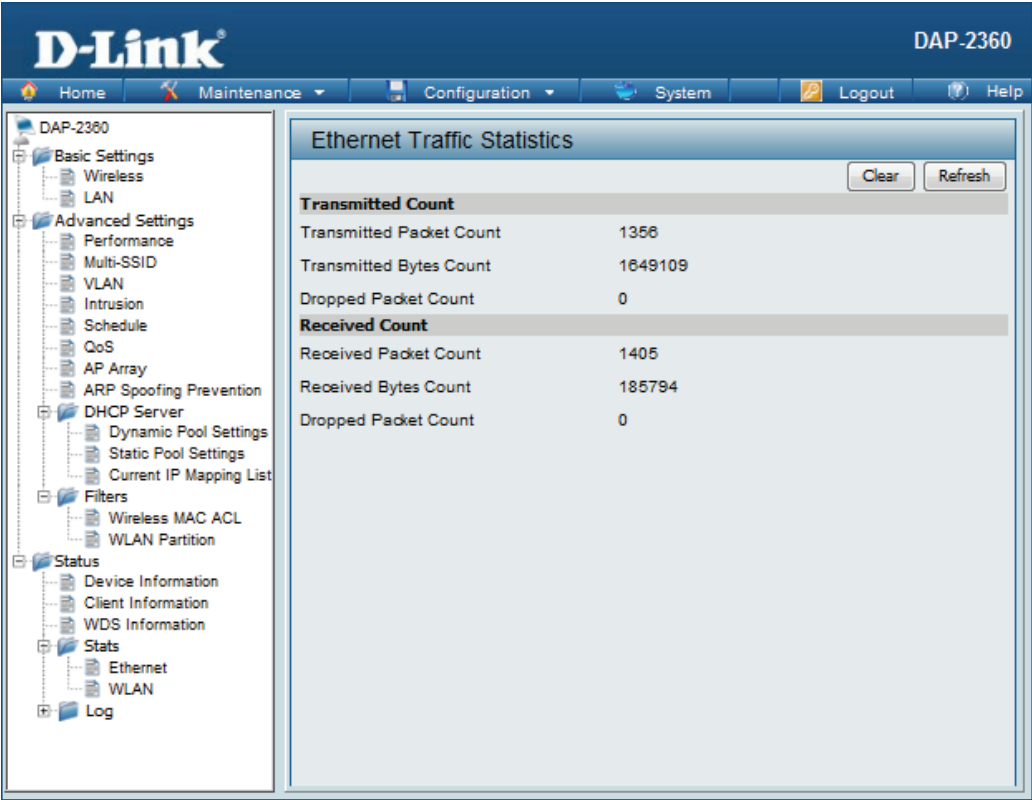 D-Link®
DAP-2360
Home Maintenance Configuration System Logout Help
DAP-2360
Basic Settings
Wireless
LAN
Advanced Settings
Performance
Multi-SSID
VLAN
Intrusion
Schedule
QoS
AP Array
ARP Spoofing Prevention
DHCP Server
Dynamic Pool Settings
Static Pool Settings
Current IP Mapping List
Filters
Wireless MAC ACL
WLAN Partition
Status
Device Information
Client Information
WDS Information
Stats
Ethernet
WLAN
Log
Ethernet Traffic Statistics
Clear Refresh
Transmitted Count
Transmitted Packet Count 1356
Transmitted Bytes Count 1649109
Dropped Packet Count 0
Received Count
Received Packet Count 1405
Received Bytes Count 185794
Dropped Packet Count 0